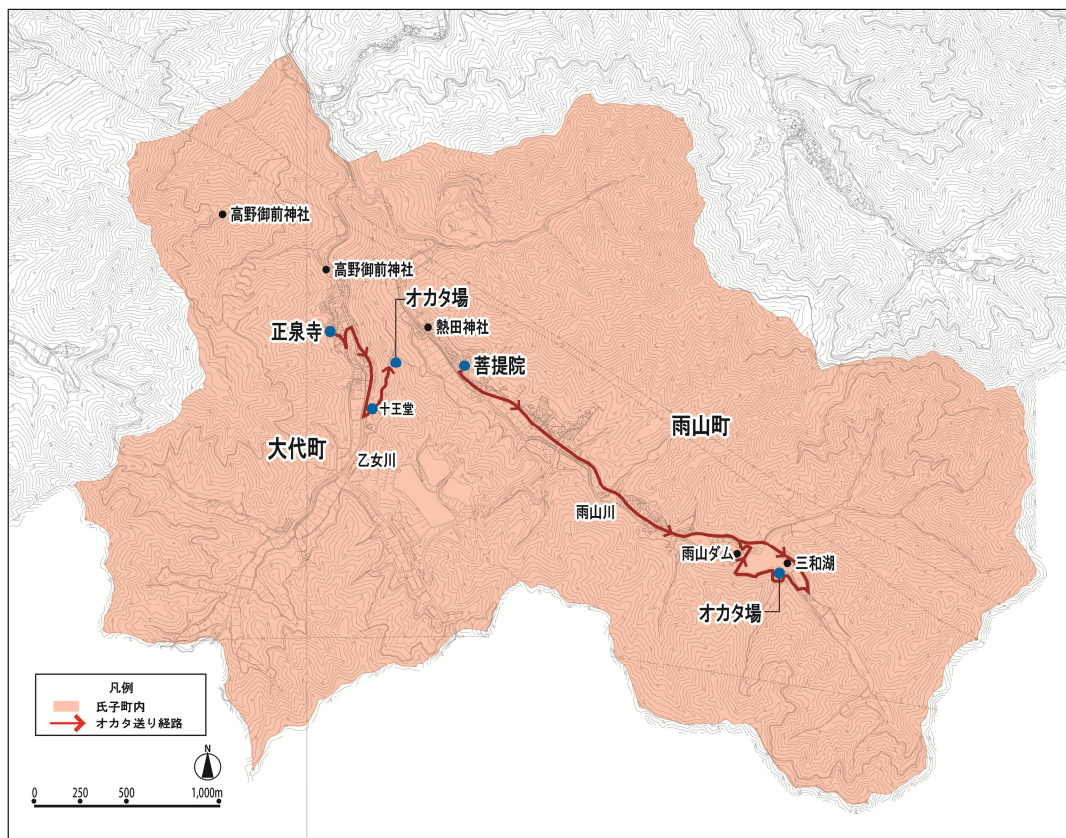 高野御前神社
高野御前神社
オカタ場
熱田神社
正泉寺
菩提院
十王堂
雨山町
大代町
乙女川
雨山川
雨山ダム
三和湖
オカタ場
凡例
氏子町内
オカタ送り経路
N
0 250 500 1,000m